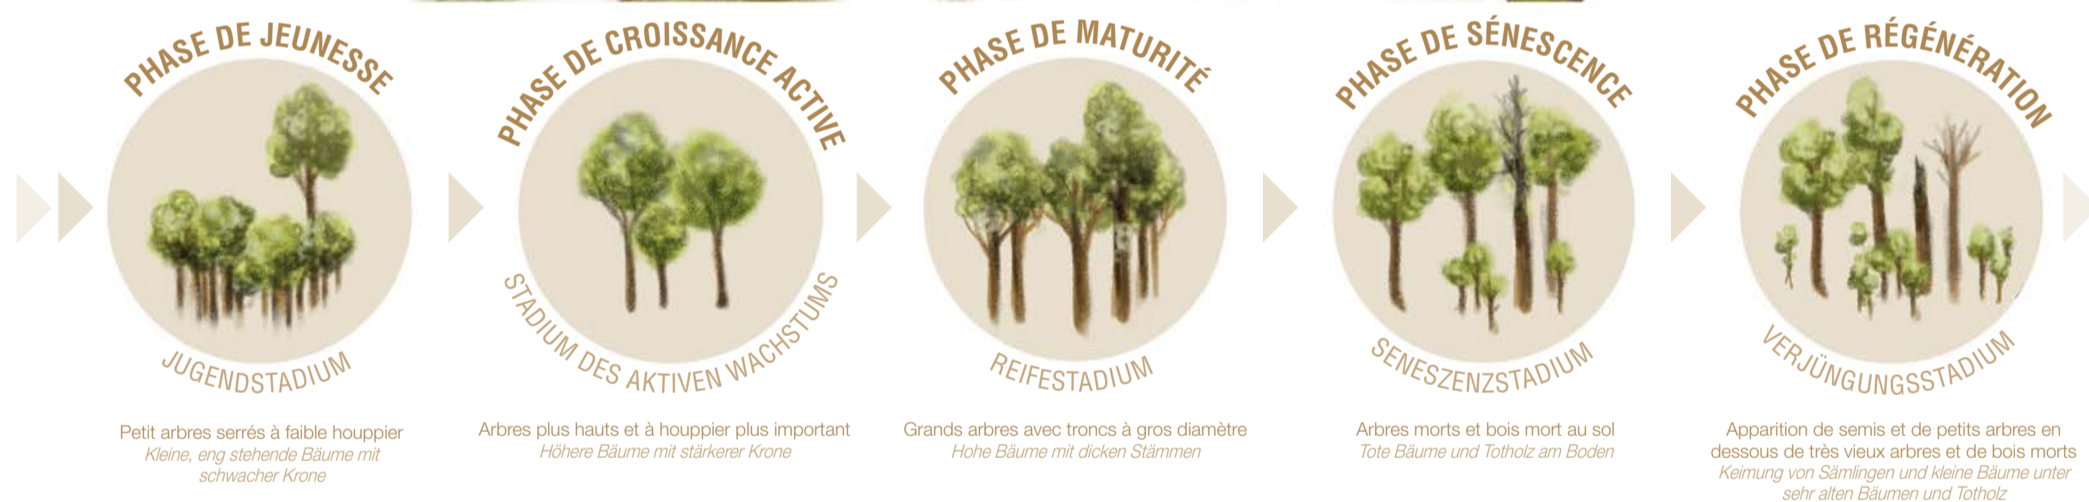 PHASE DE JEUNESSE
JUGENDSTADIUM
Petit arbres serrés à faible houppier
Kleine, eng stehende Bäume mit
schwacher Krone
PHASE DE CROISSANCE ACTIVE
STADIUM DES AKTIVEN WACHSTUMS
Arbres plus hauts et à houppier plus important
Höhere Bäume mit stärkerer Krone
PHASE DE MATURITÉ
REIFESTADIUM
Grands arbres avec troncs à gros diamètre
Hohe Bäume mit dicken Stämmen
PHASE DE SÉNESCENCE
SENESZENZSTADIUM
Arbres morts et bois mort au sol
Tote Bäume und Totholz am Boden
PHASE DE RÉGÉNÉRATION
VERJÜNGUNGSSTADIUM
Apparition de semis et de petits arbres en
dessous de très vieux arbres et de bois morts
Keimung von Sämlingen und kleine Bäume unter
sehr alten Bäumen und Totholz